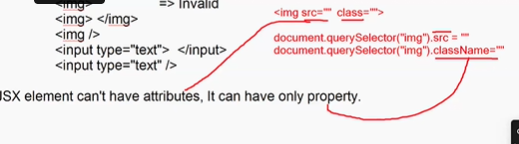 <img> => Invalid
<img> </img>
<img />
<input type="text"> </input>
<input type="text" />
<img src="" class="">
document.querySelector("img").src = ""
document.querySelector("img").className=""
JSX element can't have attributes, It can have only property.